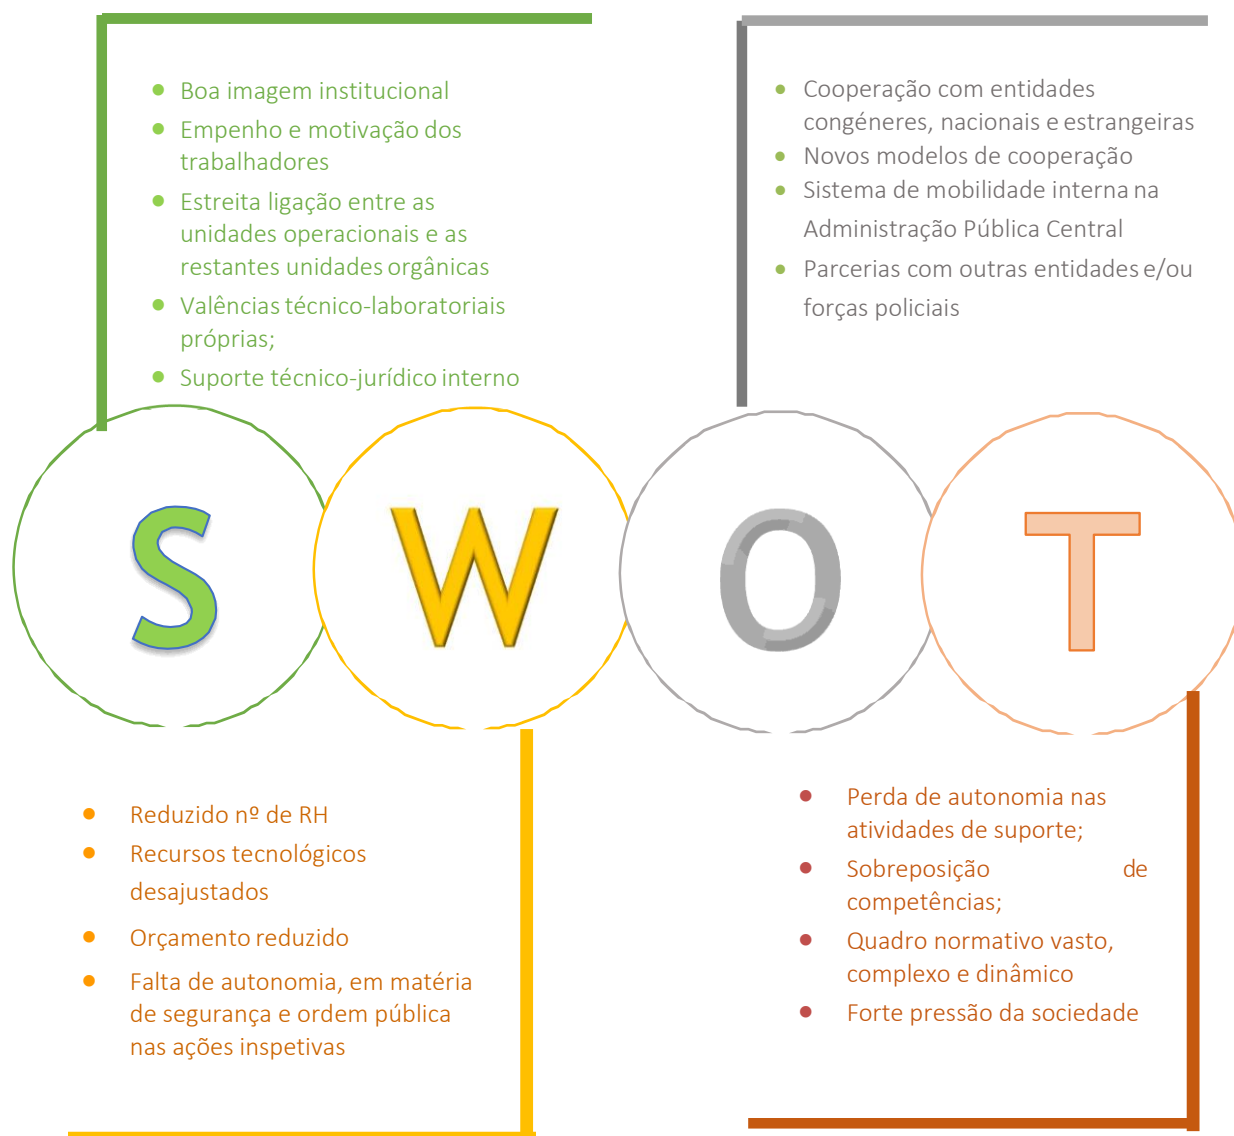 Boa imagem institucional
Empenho e motivação dos
trabalhadores
Estreita ligação entre as
unidades operacionais e as
restantes unidades orgânicas
Valências técnico-laboratoriais
próprias;
Suporte técnico-jurídico interno
Cooperação com entidades
congéneres, nacionais e estrangeiras
Novos modelos de cooperação
Sistema de mobilidade interna na
Administração Pública Central
Parcerias com outras entidades e/ou
forças policiais
S W O T
Reduzido nº de RH
Recursos tecnológicos
desajustados
Orçamento reduzido
Falta de autonomia, em matéria
de segurança e ordem pública
nas ações inspetivas
Perda de autonomia nas
atividades de suporte;
Sobreposição de
competências;
Quadro normativo vasto,
complexo e dinâmico
Forte pressão da sociedade